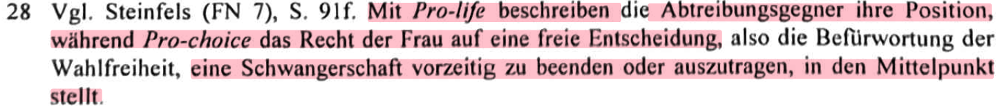 28 Vgl. Steinfels (FN 7), S. 91f. Mit Pro-life beschreiben die Abtreibungsgegner ihre Position,
während Pro-choice das Recht der Frau auf eine freie Entscheidung, also die Befürwortung der
Wahlfreiheit, eine Schwangerschaft vorzeitig zu beenden oder auszutragen, in den Mittelpunkt
stellt.